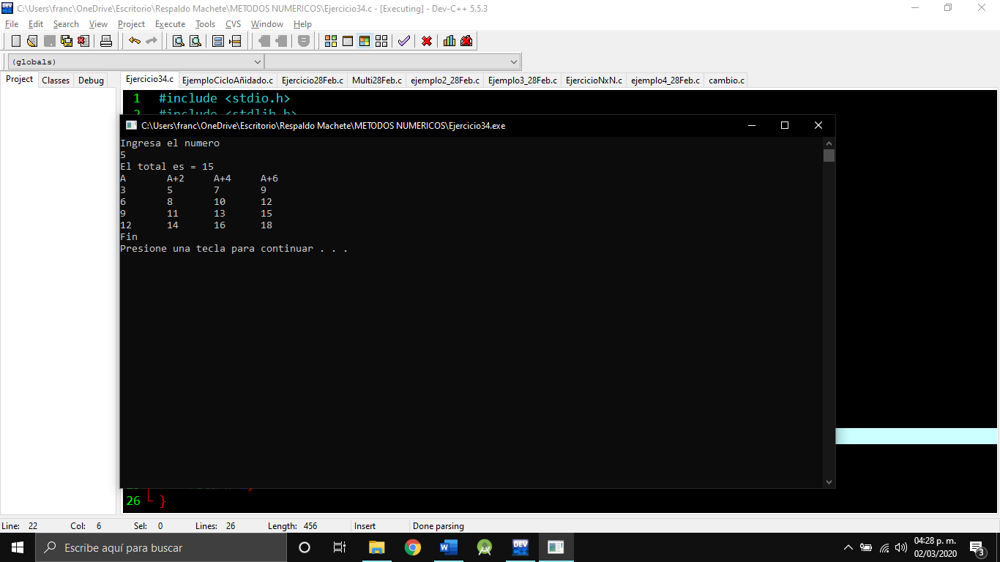 C:\Users\franc\OneDrive\Escritorio\Respaldo Machete\METODOS NUMERICOS\Ejercicio34.c - [Executing] - Dev-C++ 5.5.3
File Edit Search View Project Execute Tools CVS Window Help
(globals)
Project Classes Debug
Ejercicio34.c EjemploCicloAñidado.c Ejercicio28Feb.c Multi28Feb.c ejemplo2_28Feb.c Ejemplo3_28Feb.c EjercicioNxN.c ejemplo4_28Feb.c cambio.c
1 #include <stdio.h>
2 #include <stdlib.h>
C:\Users\franc\OneDrive\Escritorio\Respaldo Machete\METODOS NUMERICOS\Ejercicio34.exe
Ingresa el numero
5
El total es = 15
A A+2 A+4 A+6
3 5 7 9
6 8 10 12
9 11 13 15
12 14 16 18
Fin
Presione una tecla para continuar . . .
26 }
Line: 22 Col: 6 Sel: 0 Lines: 26 Length: 456 Insert Done parsing
Escribe aquí para buscar
DEV C++
04:28 p. m.
02/03/2020
3